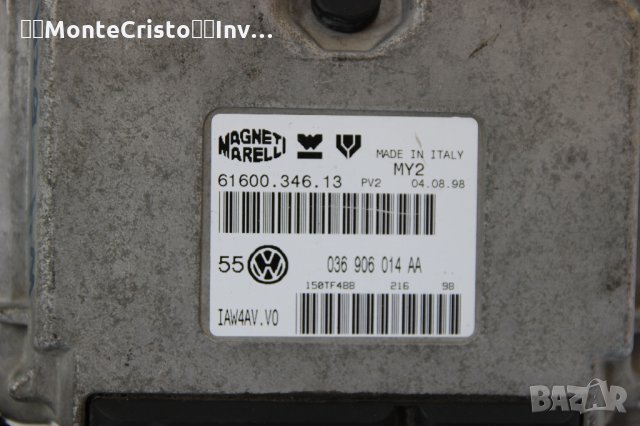 MonteCristo Inv...
MAGNETI MARELLI
MADE IN ITALY
MY2
61600.346.13 PV2 04.08.98
55 VW 036 906 014 AA
150TF4BB 216 98
IAW4AV.V0
BAZAR